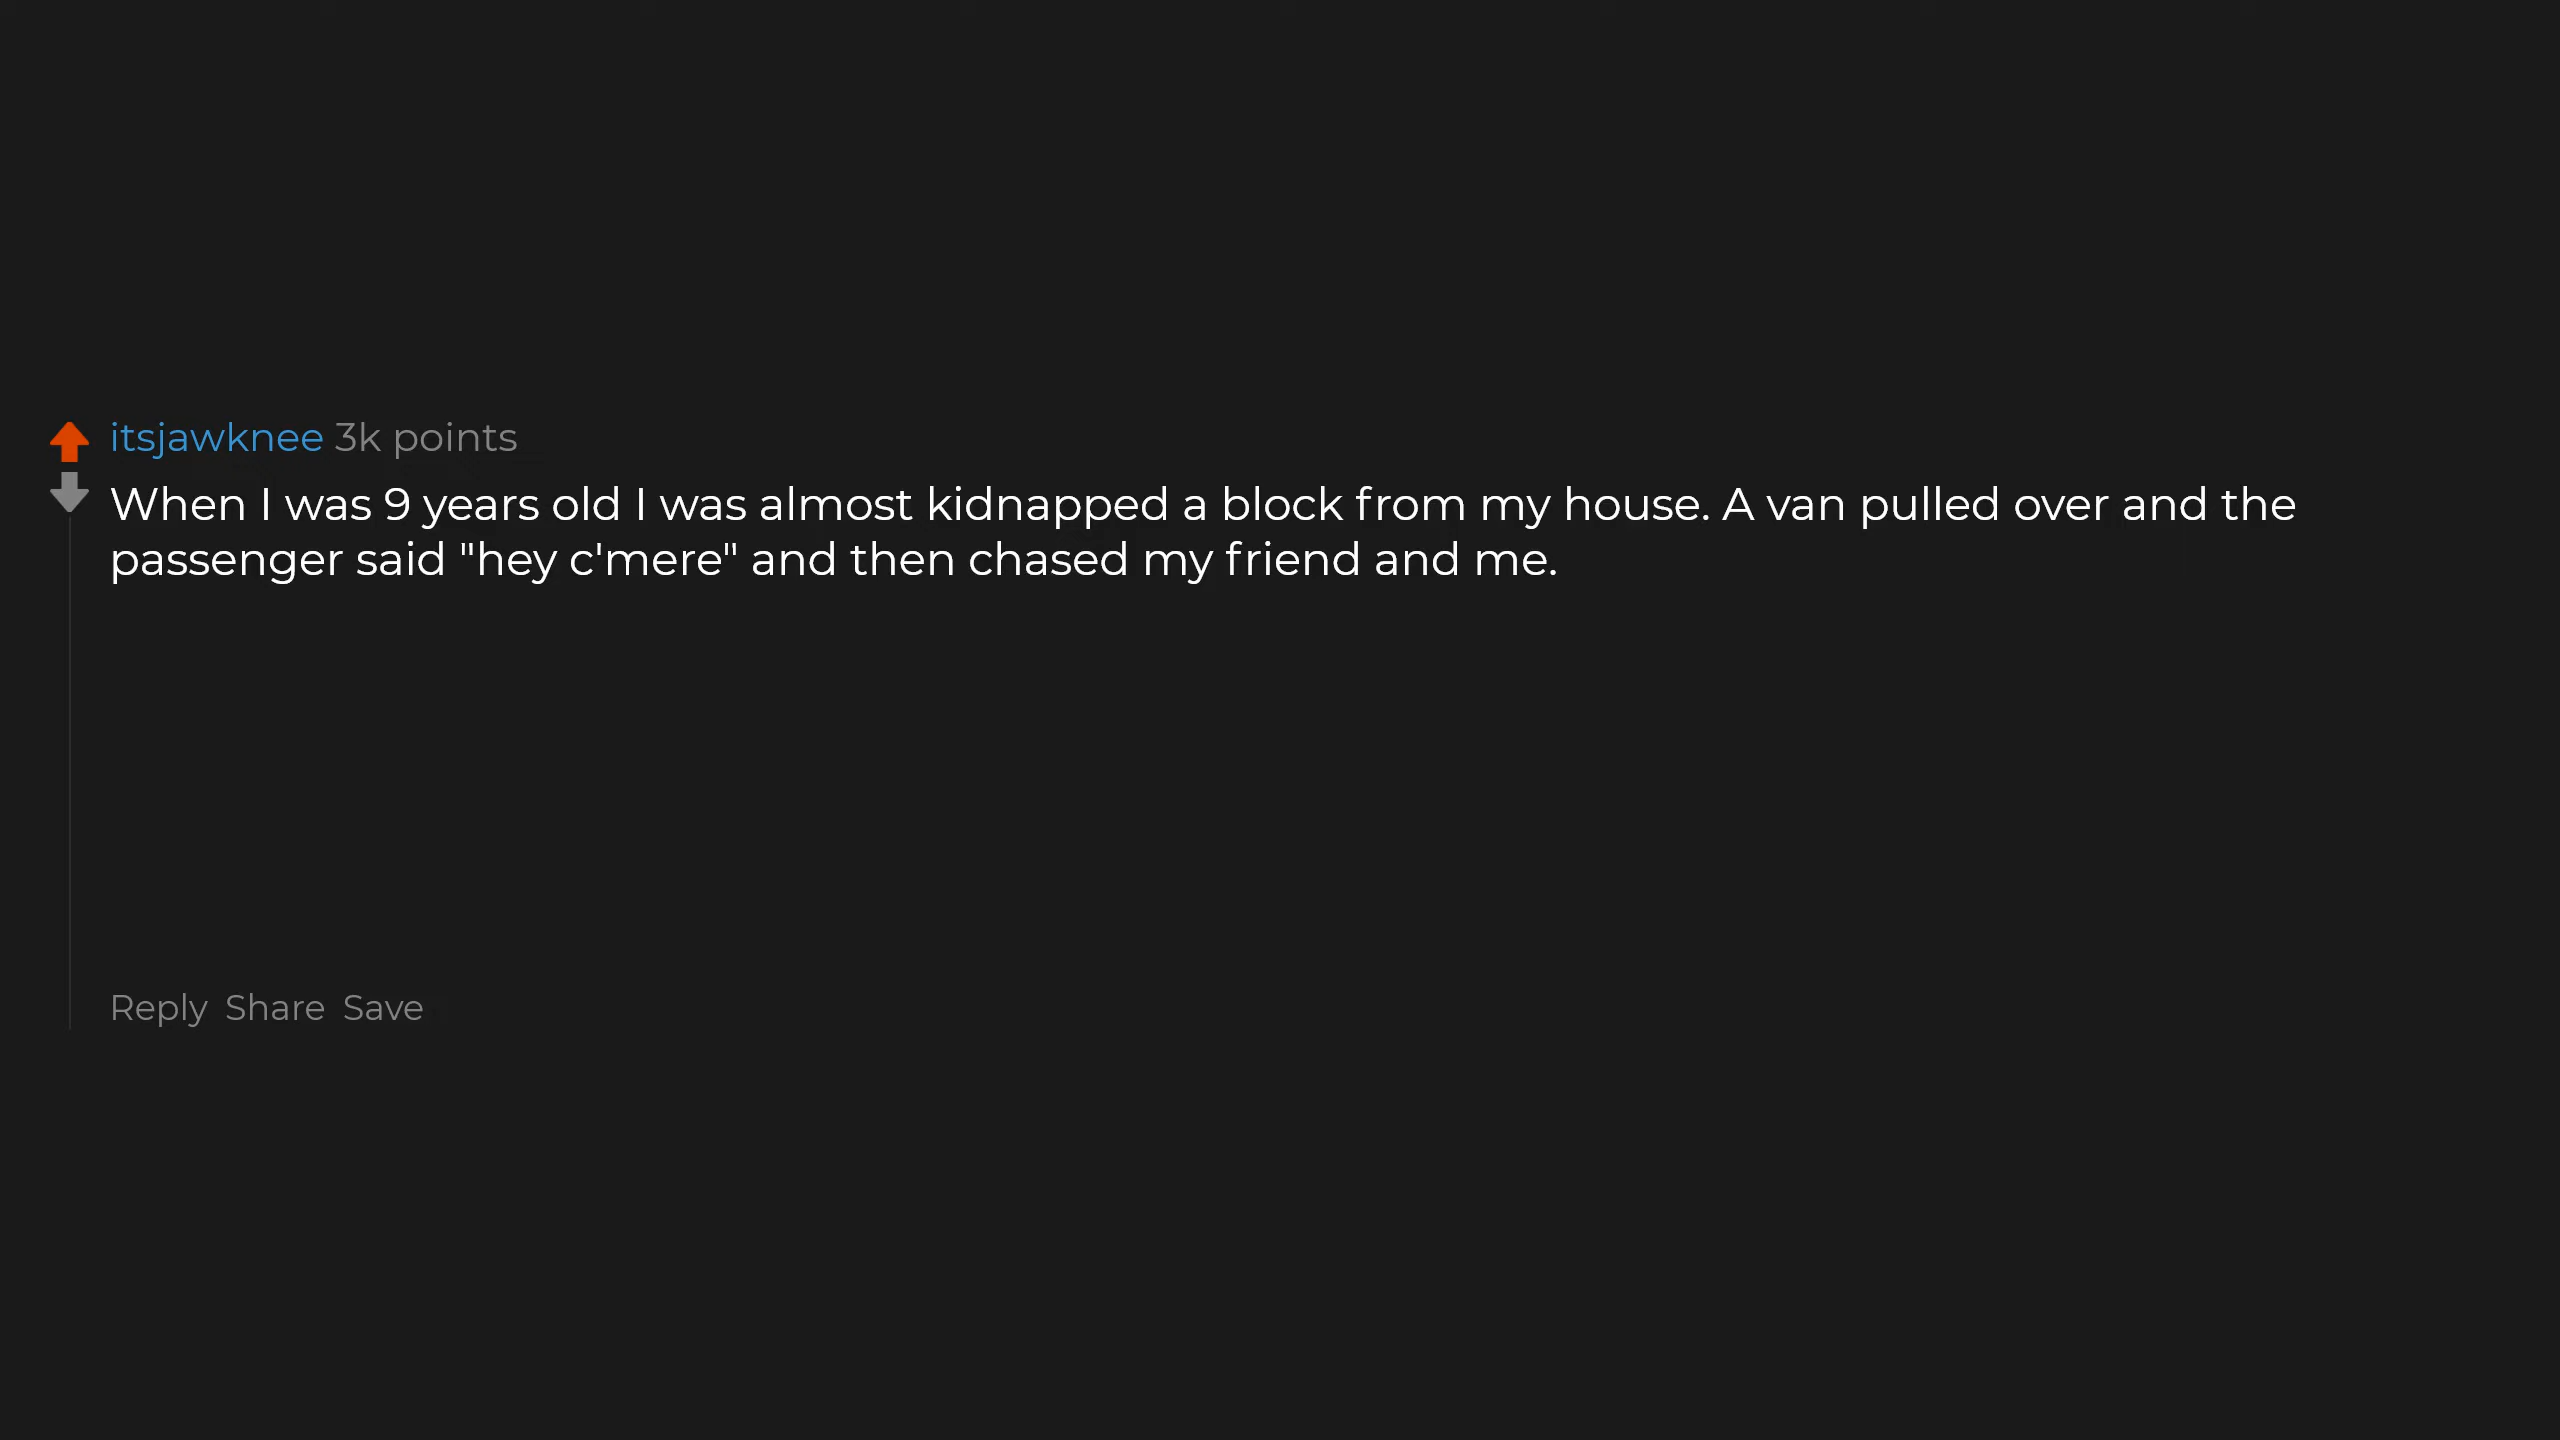 itsjawknee 3k points
When I was 9 years old I was almost kidnapped a block from my house. A van pulled over and the
passenger said "hey c'mere" and then chased my friend and me.
Reply Share Save